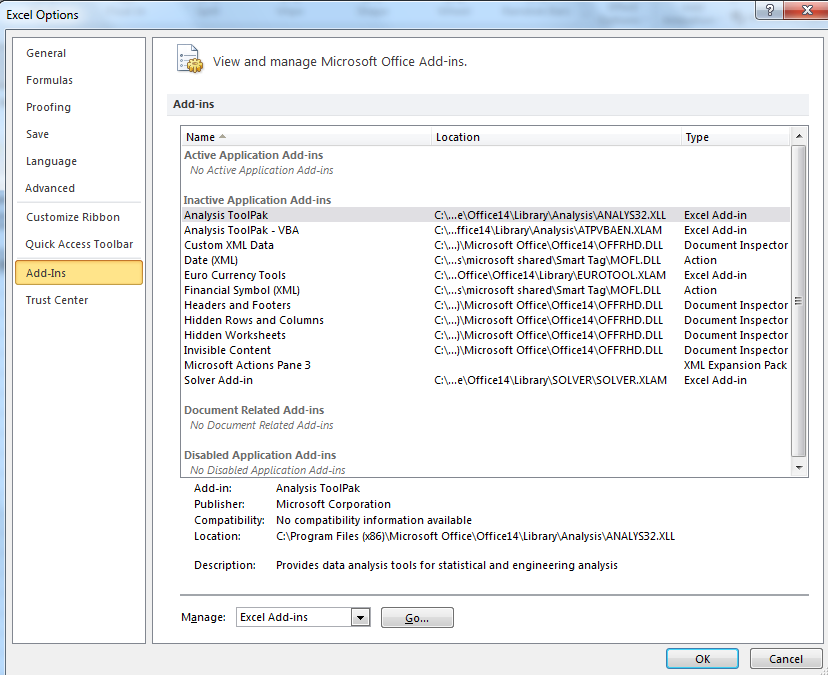 Excel Options
?
General
Formulas
Proofing
Save
Language
Advanced
Customize Ribbon
Quick Access Toolbar
Add-Ins
Trust Center
View and manage Microsoft Office Add-ins.
Add-ins
Name Location Type
Active Application Add-ins
No Active Application Add-ins
Inactive Application Add-ins
Analysis ToolPak C:\...e\Office14\Library\Analysis\ANALYS32.XLL Excel Add-in
Analysis ToolPak - VBA C:\...ffice14\Library\Analysis\ATPVBAEN.XLAM Excel Add-in
Custom XML Data C:\...)\Microsoft Office\Office14\OFFRHD.DLL Document Inspector
Date (XML) C:\...s\microsoft shared\Smart Tag\MOFL.DLL Action
Euro Currency Tools C:\...Office\Office14\Library\EUROTOOL.XLAM Excel Add-in
Financial Symbol (XML) C:\...s\microsoft shared\Smart Tag\MOFL.DLL Action
Headers and Footers C:\...)\Microsoft Office\Office14\OFFRHD.DLL Document Inspector
Hidden Rows and Columns C:\...)\Microsoft Office\Office14\OFFRHD.DLL Document Inspector
Hidden Worksheets C:\...)\Microsoft Office\Office14\OFFRHD.DLL Document Inspector
Invisible Content C:\...)\Microsoft Office\Office14\OFFRHD.DLL Document Inspector
Microsoft Actions Pane 3 XML Expansion Pack
Solver Add-in C:\...e\Office14\Library\SOLVER\SOLVER.XLAM Excel Add-in
Document Related Add-ins
No Document Related Add-ins
Disabled Application Add-ins
No Disabled Application Add-ins
Add-in: Analysis ToolPak
Publisher: Microsoft Corporation
Compatibility: No compatibility information available
Location: C:\Program Files (x86)\Microsoft Office\Office14\Library\Analysis\ANALYS32.XLL
Description: Provides data analysis tools for statistical and engineering analysis
Manage: Excel Add-ins Go...
OK Cancel